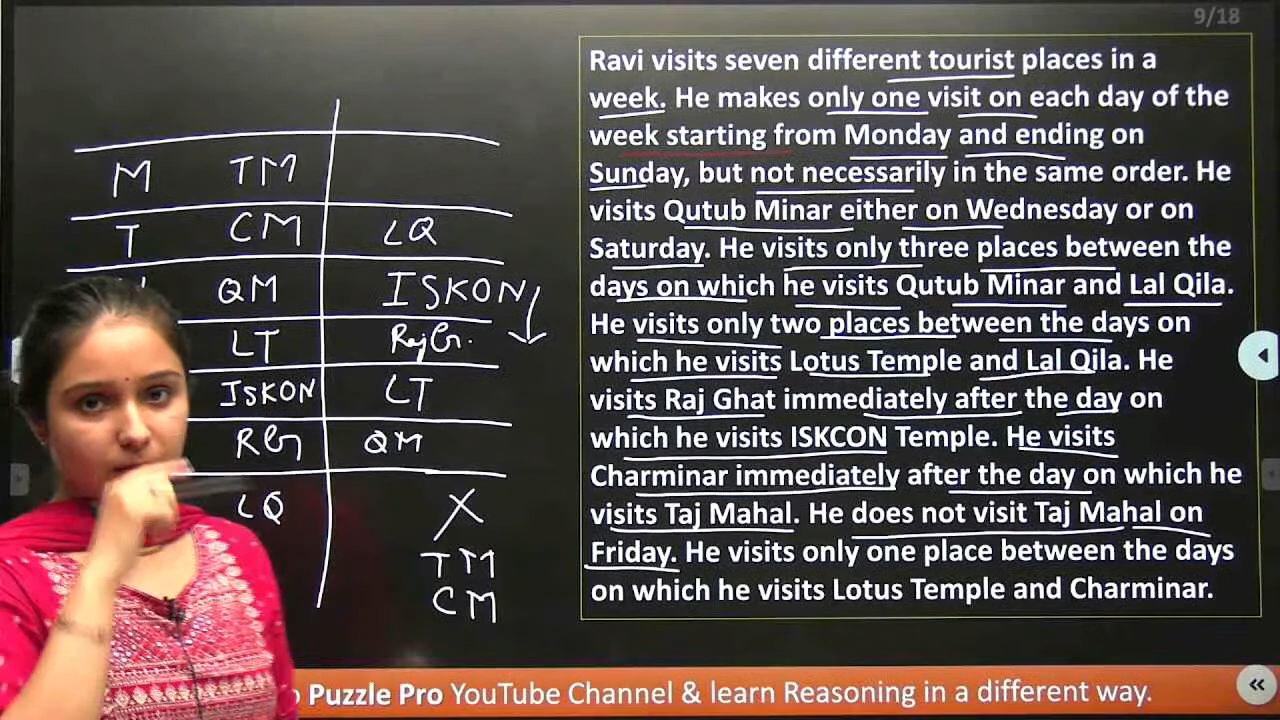 9/18
Ravi visits seven different tourist places in a
week. He makes only one visit on each day of the
week starting from Monday and ending on
Sunday, but not necessarily in the same order. He
visits Qutub Minar either on Wednesday or on
Saturday. He visits only three places between the
days on which he visits Qutub Minar and Lal Qila.
He visits only two places between the days on
which he visits Lotus Temple and Lal Qila. He
visits Raj Ghat immediately after the day on
which he visits ISKCON Temple. He visits
Charminar immediately after the day on which he
visits Taj Mahal. He does not visit Taj Mahal on
Friday. He visits only one place between the days
on which he visits Lotus Temple and Charminar.
M TM
T CM LQ
QM ISKON
LT Raj G.
ISKON LT
RG QM
LQ X
TM
CM
Puzzle Pro YouTube Channel & learn Reasoning in a different way.